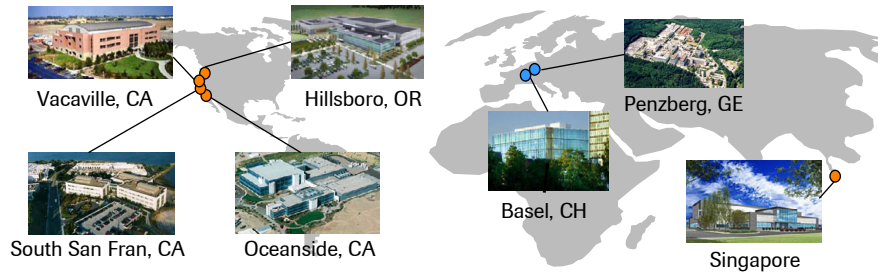 Vacaville, CA
Hillsboro, OR
Penzberg, GE
South San Fran, CA
Oceanside, CA
Basel, CH
Singapore